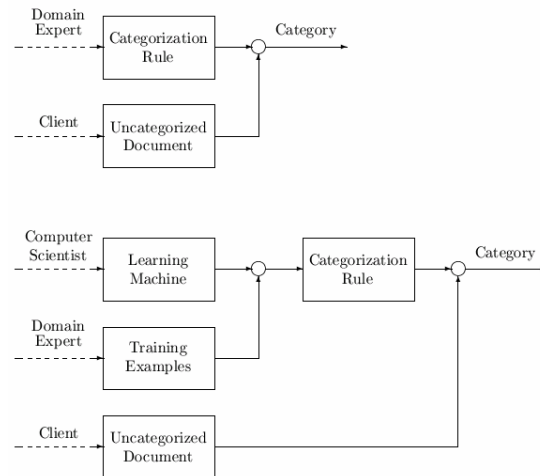 Domain
Expert
Categorization
Rule
Category
Client
Uncategorized
Document
Computer
Scientist
Learning
Machine
Categorization
Rule
Category
Domain
Expert
Training
Examples
Client
Uncategorized
Document